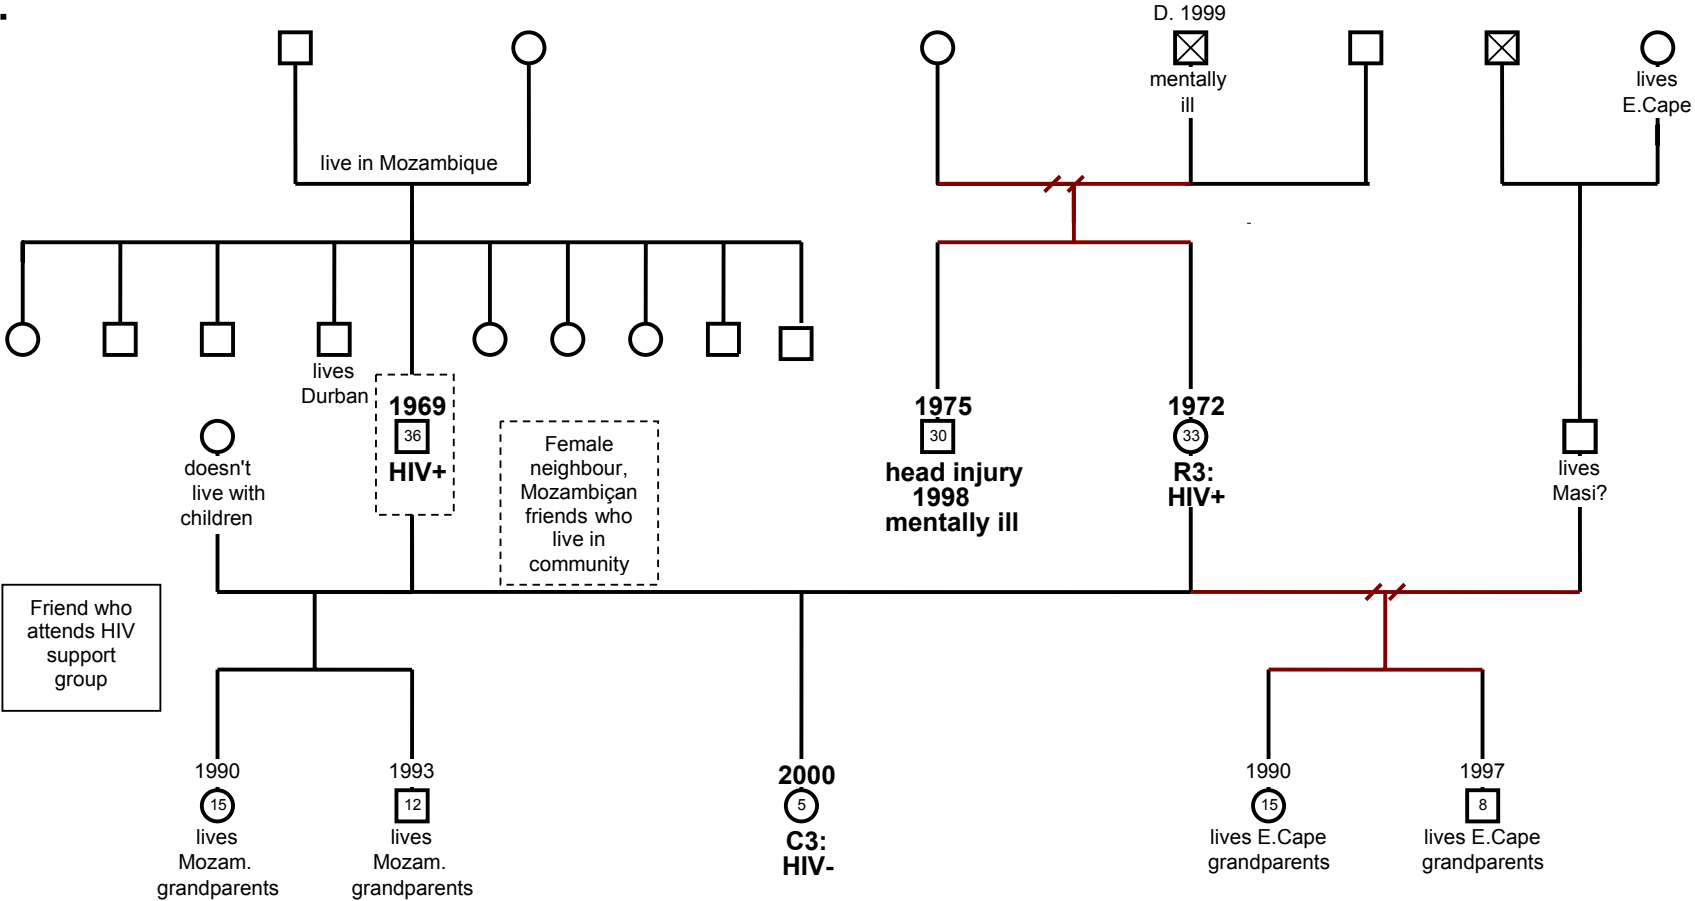 D. 1999
mentally
ill
lives
E.Cape
live in Mozambique
lives
Durban
1969
36
HIV+
doesn't
live with
children
Female
neighbour,
Mozambiçan
friends who
live in
community
1975
30
head injury
1998
mentally ill
1972
33
R3:
HIV+
lives
Masi?
Friend who
attends HIV
support
group
1990
15
lives
Mozam.
grandparents
1993
12
lives
Mozam.
grandparents
2000
5
C3:
HIV-
1990
15
lives E.Cape
grandparents
1997
8
lives E.Cape
grandparents